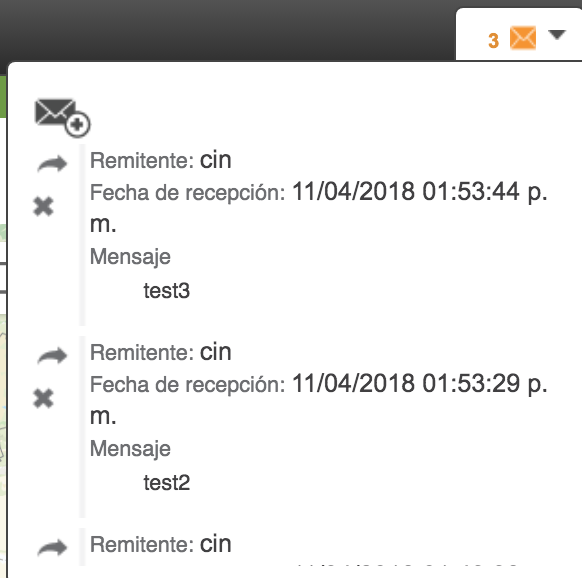 3
Remitente: cin
Fecha de recepción: 11/04/2018 01:53:44 p.
m.
Mensaje
test3
Remitente: cin
Fecha de recepción: 11/04/2018 01:53:29 p.
m.
Mensaje
test2
Remitente: cin